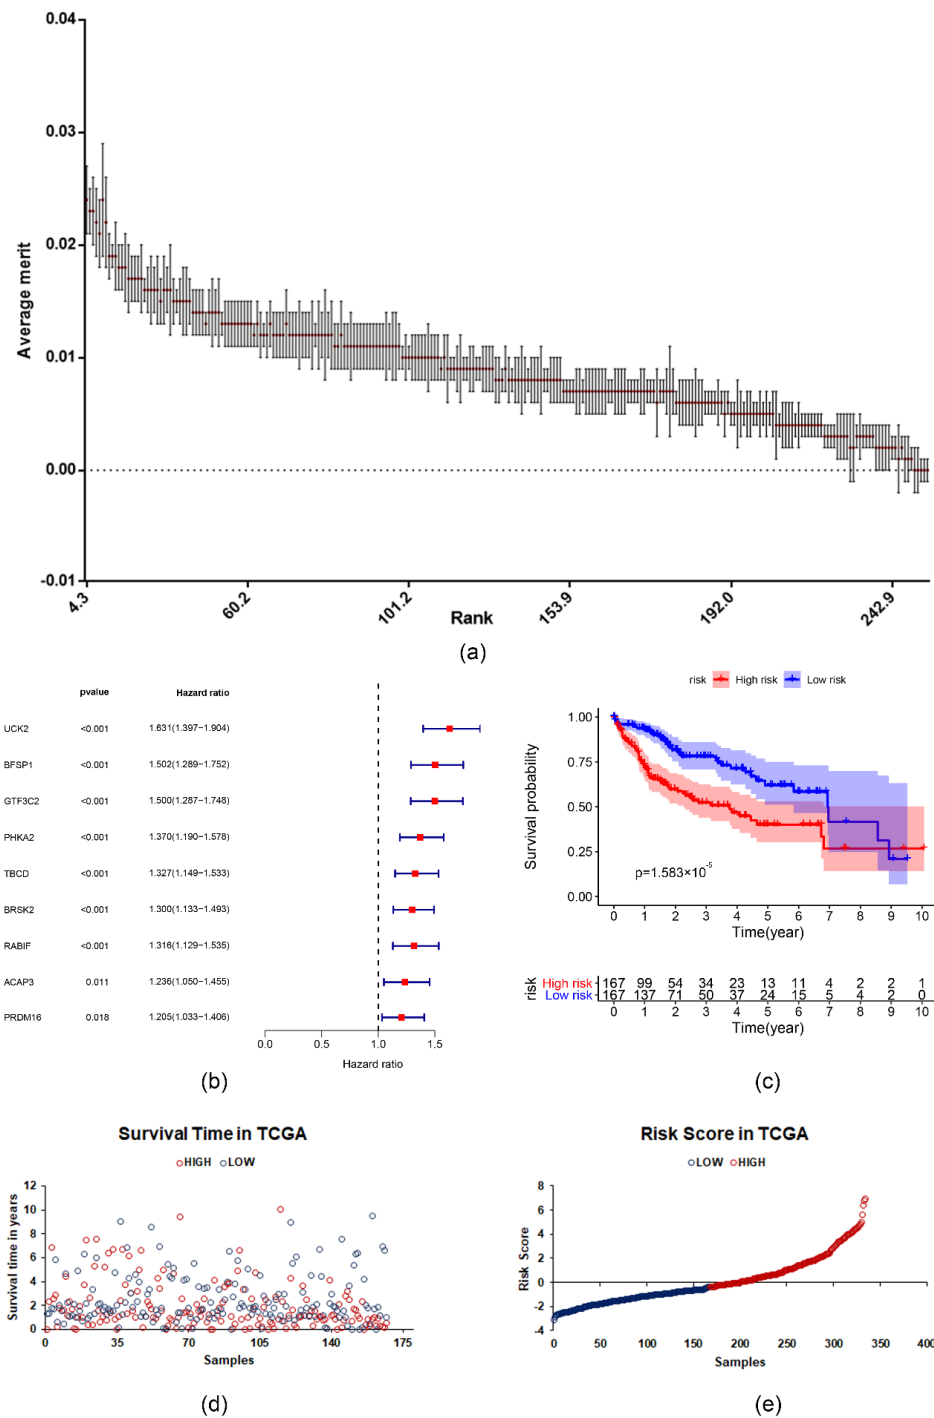 0.04
0.03
0.02
0.01
0.00
-0.01
Average merit
4.3 60.2 101.2 153.9 192.0 242.9
Rank
(a)
pvalue Hazard ratio
UCK2 <0.001 1.631(1.397−1.904)
BFSP1 <0.001 1.502(1.289−1.752)
GTF3C2 <0.001 1.500(1.287−1.748)
PHKA2 <0.001 1.370(1.190−1.578)
TBCD <0.001 1.327(1.149−1.533)
BRSK2 <0.001 1.300(1.133−1.493)
RABIF <0.001 1.316(1.129−1.535)
ACAP3 0.011 1.236(1.050−1.455)
PRDM16 0.018 1.205(1.033−1.406)
0.0 0.5 1.0 1.5
Hazard ratio
(b)
risk High risk Low risk
1.00
0.75
0.50
0.25
0.00
Survival probability
p=1.583×10⁻⁵
0 1 2 3 4 5 6 7 8 9 10
Time(year)
risk
High risk 167 99 54 34 23 13 11 4 2 2 1
Low risk 167 137 71 50 37 24 15 5 4 2 0
0 1 2 3 4 5 6 7 8 9 10
Time(year)
(c)
Survival Time in TCGA
HIGH LOW
12
10
8
6
4
2
0
Survival time in years
0 35 70 105 140 175
Samples
(d)
Risk Score in TCGA
LOW HIGH
8
6
4
2
0
-2
-4
Risk Score
0 50 100 150 200 250 300 350 400
Samples
(e)